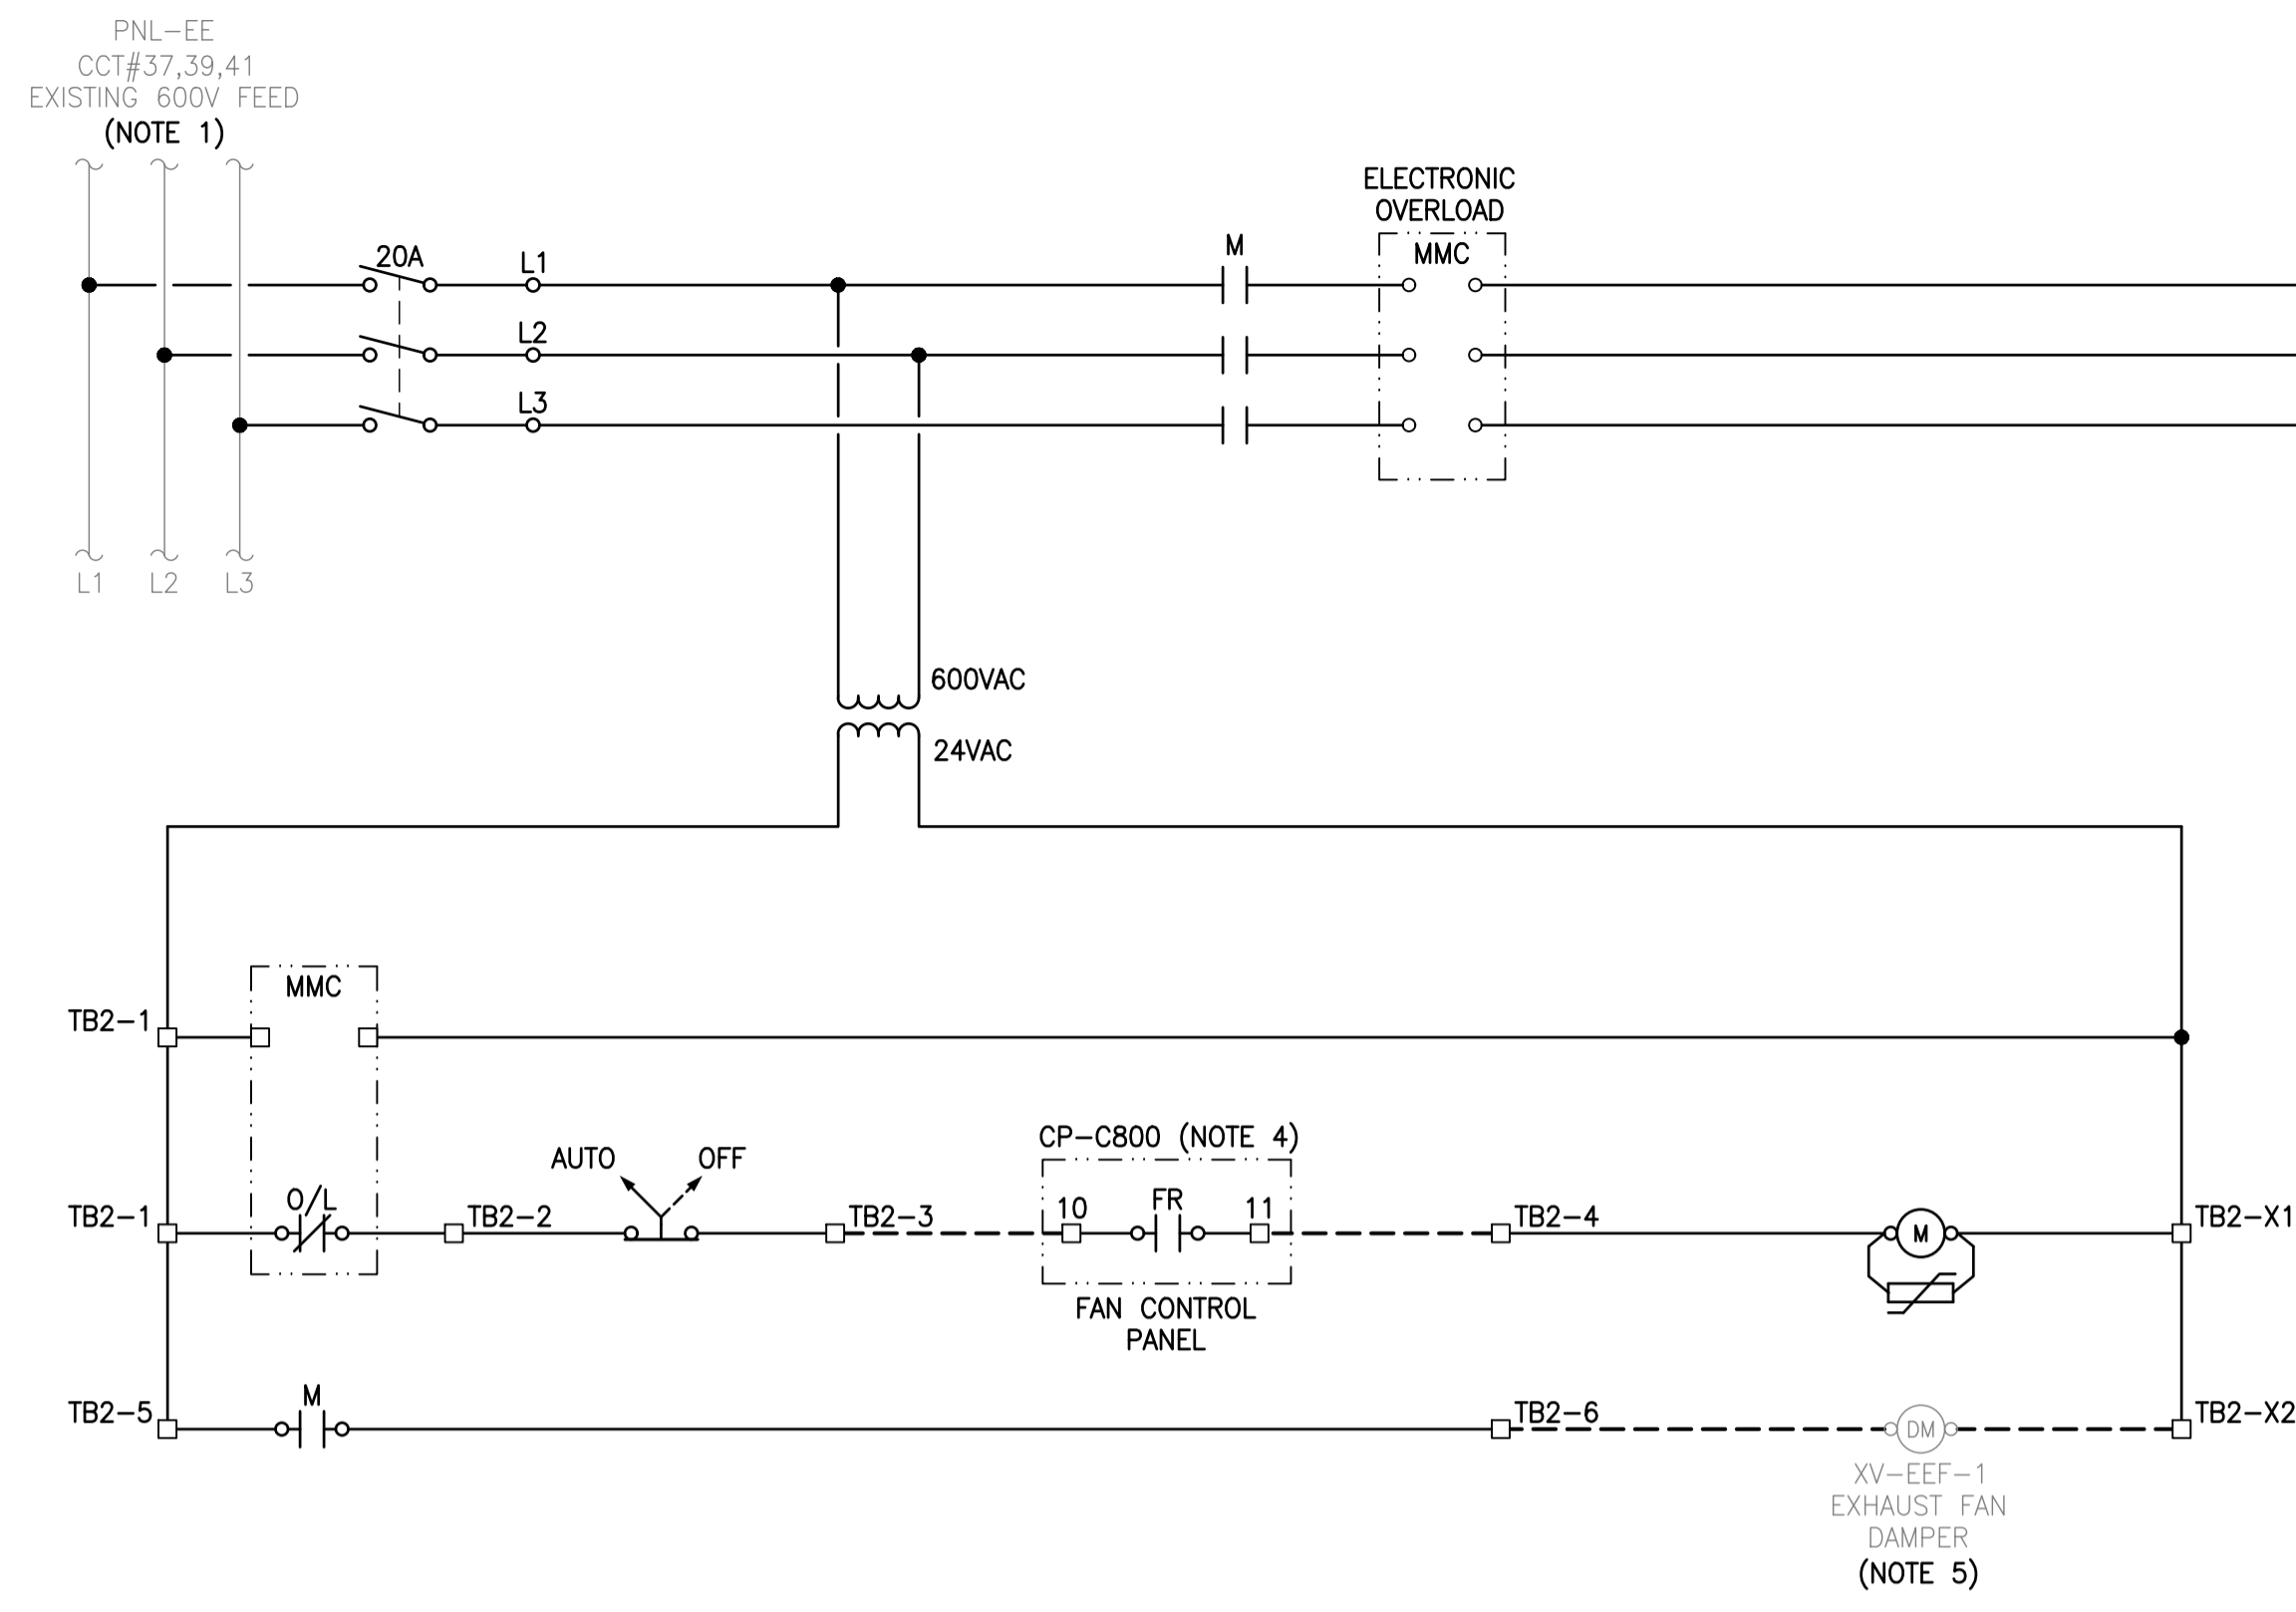 PNL-EE
CCT#37,39,41
EXISTING 600V FEED
(NOTE 1)
ELECTRONIC
OVERLOAD
MMC
M
20A
L1
L2
L3
L1
L2
L3
600VAC
24VAC
MMC
TB2-1
CP-C800 (NOTE 4)
AUTO
OFF
TB2-1
O/L
TB2-2
TB2-3
10
FR
11
TB2-4
M
TB2-X1
FAN CONTROL
PANEL
TB2-5
M
TB2-6
DM
TB2-X2
XV-EEF-1
EXHAUST FAN
DAMPER
(NOTE 5)